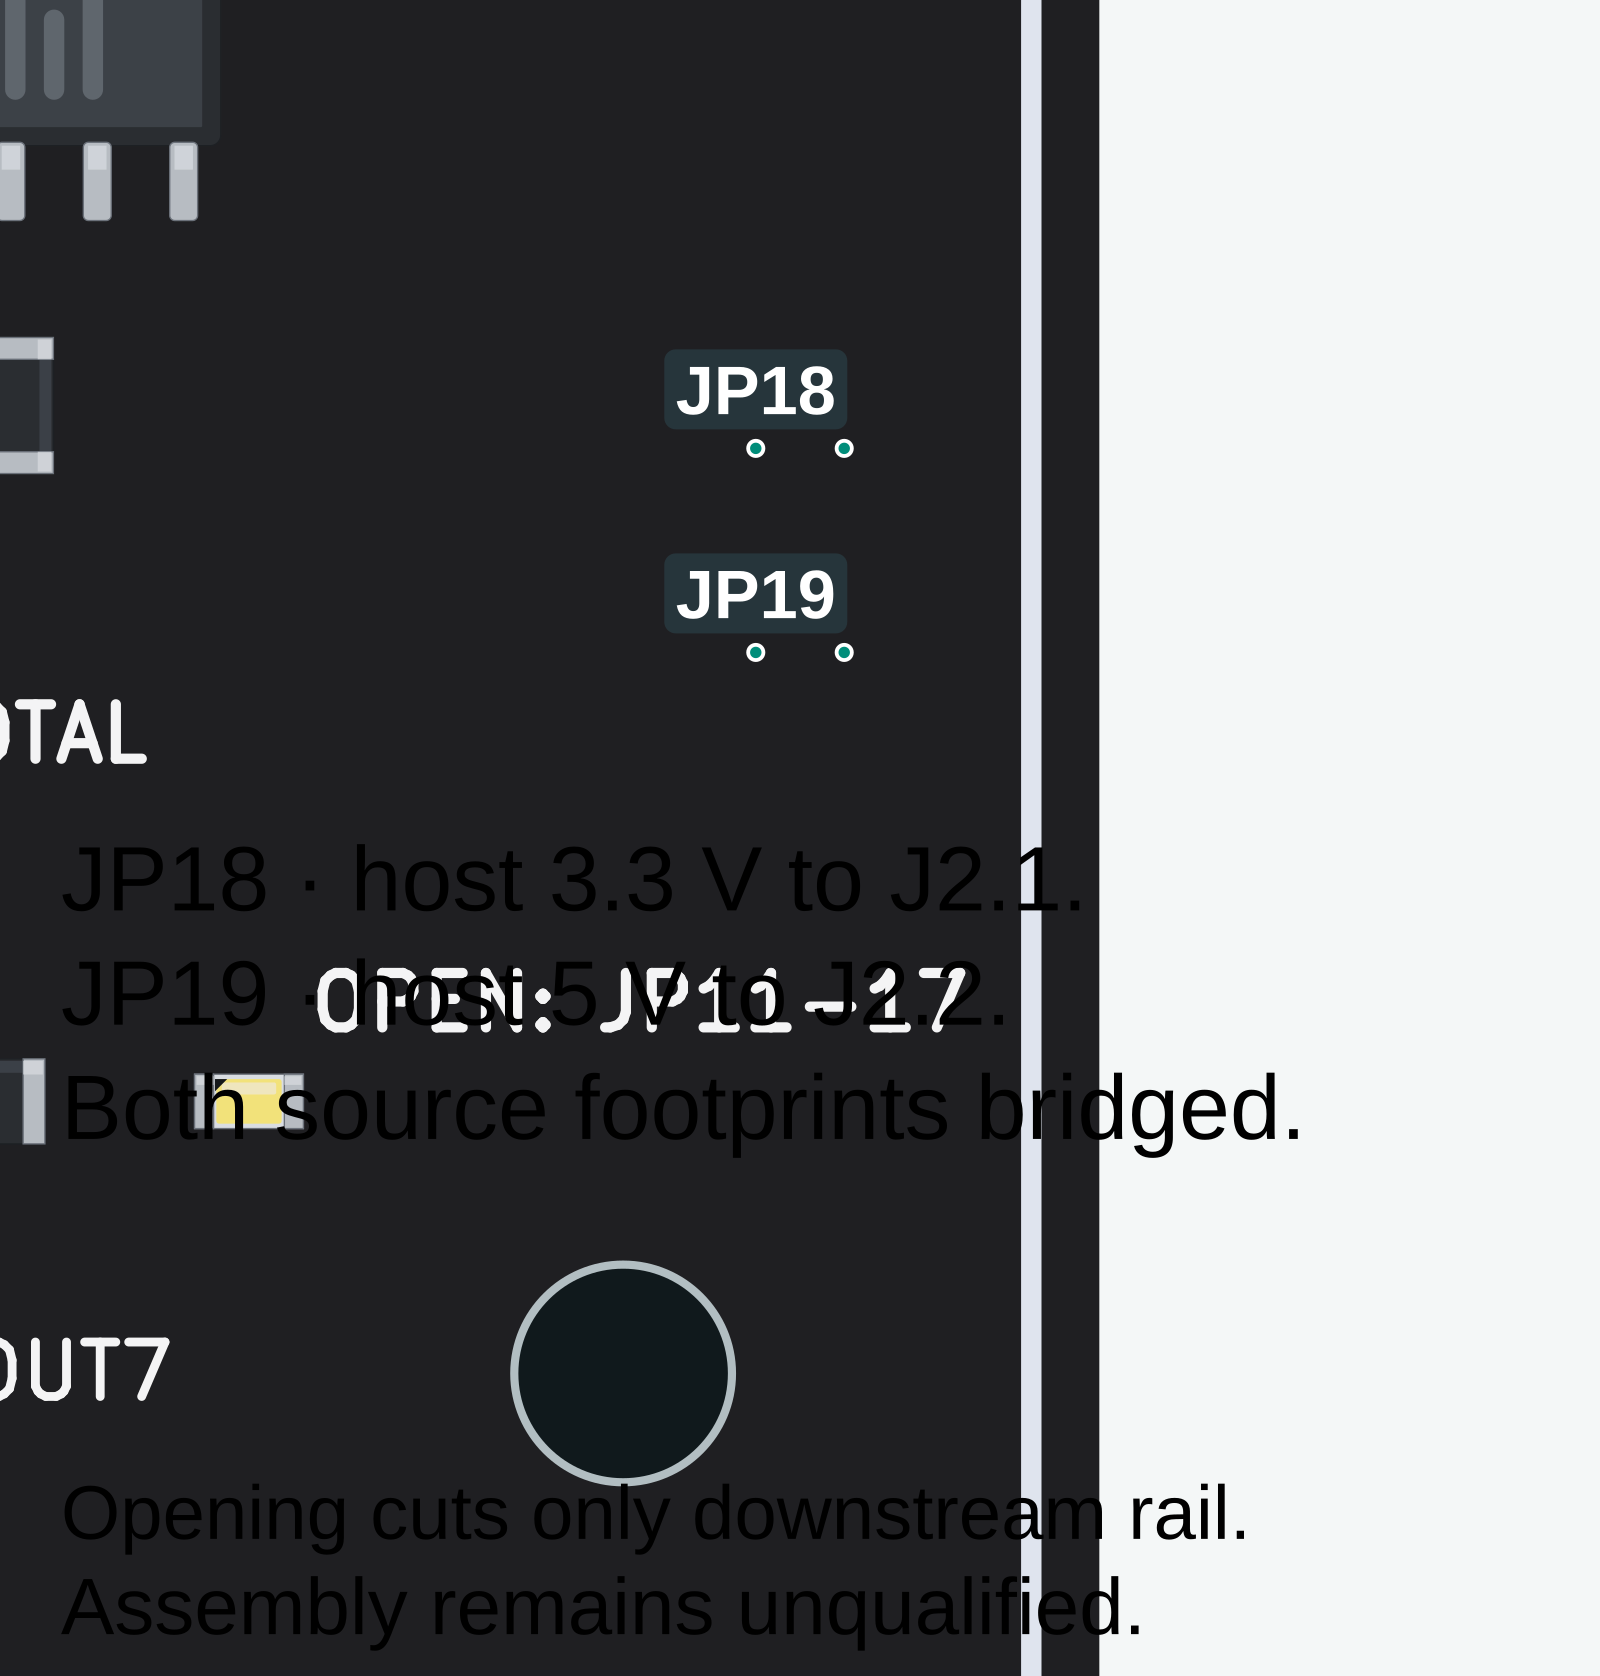 JP18
JP19
OTAL
JP18 · host 3.3 V to J2.1.
OPEN: JP11-17
JP19 · host 5 V to J2.2.
Both source footprints bridged.
OUT7
Opening cuts only downstream rail.
Assembly remains unqualified.